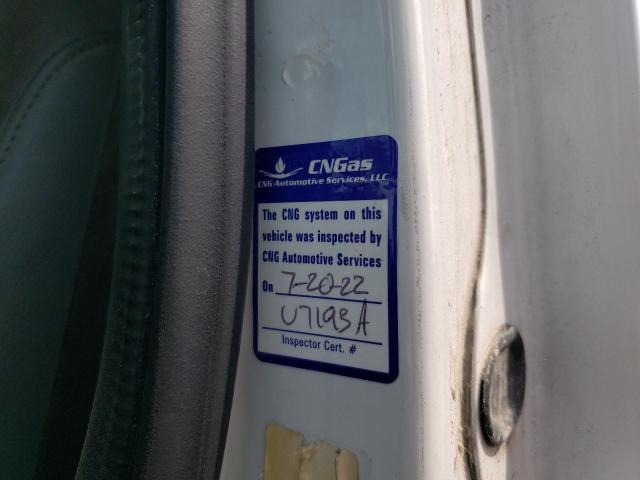 CNGas
CNG Automotive Services, LLC
The CNG system on this
vehicle was inspected by
CNG Automotive Services
On 7-20-22
U7193A
Inspector Cert. #